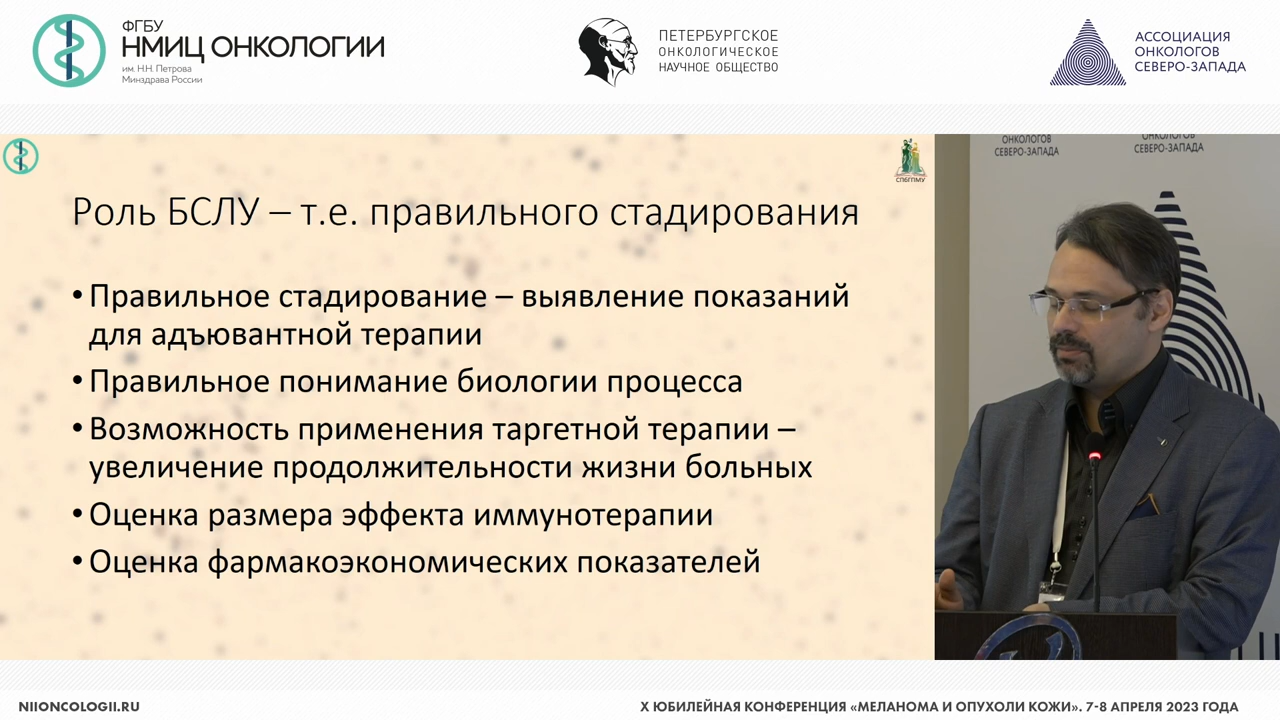 ФГБУ
НМИЦ ОНКОЛОГИИ
им. Н.Н. Петрова
Минздрава России
ПЕТЕРБУРГСКОЕ
ОНКОЛОГИЧЕСКОЕ
НАУЧНОЕ ОБЩЕСТВО
АССОЦИАЦИЯ
ОНКОЛОГОВ
СЕВЕРО-ЗАПАДА
СПбГПМУ
Роль БСЛУ – т.е. правильного стадирования
• Правильное стадирование – выявление показаний
для адъювантной терапии
• Правильное понимание биологии процесса
• Возможность применения таргетной терапии –
увеличение продолжительности жизни больных
• Оценка размера эффекта иммунотерапии
• Оценка фармакоэкономических показателей
ОНКОЛОГОВ
СЕВЕРО-ЗАПАДА
ОНКОЛОГОВ
СЕВЕРО-ЗАПАДА
NIIONCOLOGII.RU
X ЮБИЛЕЙНАЯ КОНФЕРЕНЦИЯ «МЕЛАНОМА И ОПУХОЛИ КОЖИ». 7-8 АПРЕЛЯ 2023 ГОДА